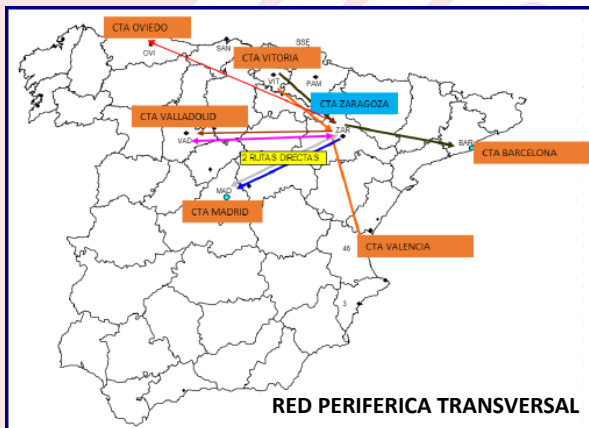 CTA OVIEDO
OVI
SAN
SSE
CTA VITORIA
VIT
PAM
CTA ZARAGOZA
CTA VALLADOLID
ZAR
VAD
BAR
CTA BARCELONA
2 RUTAS DIRECTAS
MAD
CTA MADRID
CTA VALENCIA
46
3
RED PERIFERICA TRANSVERSAL